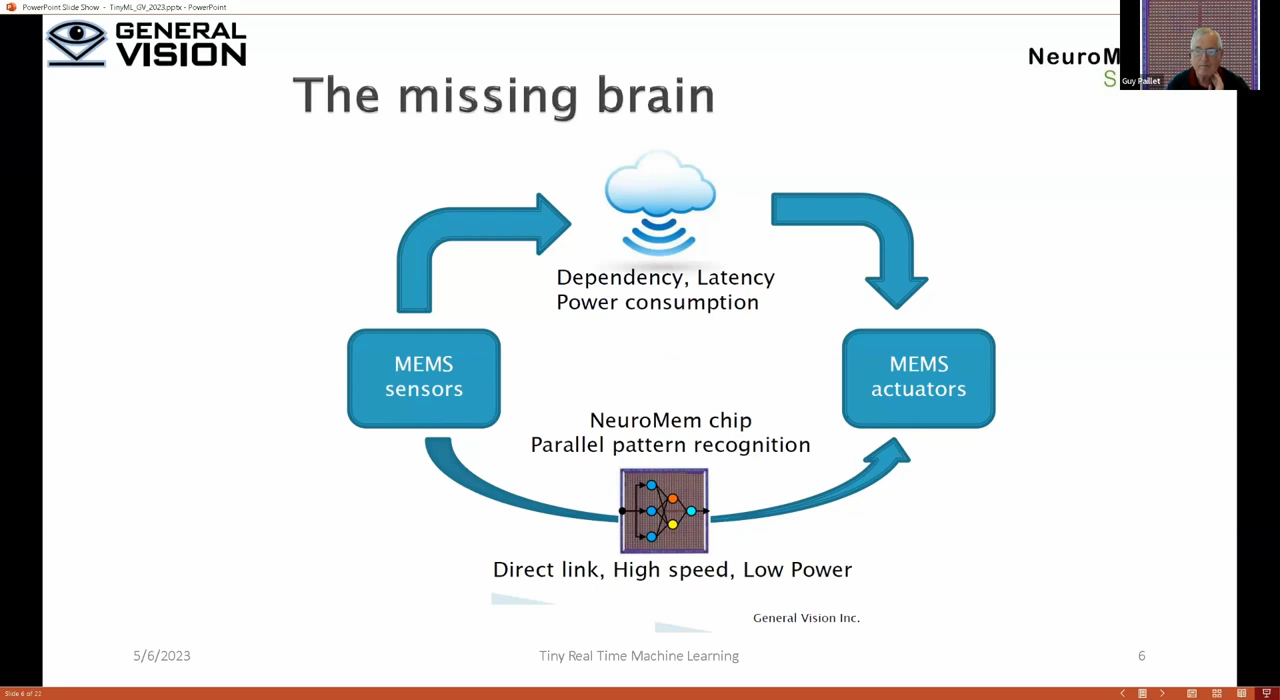 PowerPoint Slide Show - TinyML_GV_2023.pptx - PowerPoint
GENERAL
VISION
NeuroM
S
Guy Paillet
The missing brain
Dependency, Latency
Power consumption
MEMS
sensors
MEMS
actuators
NeuroMem chip
Parallel pattern recognition
Direct link, High speed, Low Power
General Vision Inc.
5/6/2023
Tiny Real Time Machine Learning
6
Slide 6 of 22